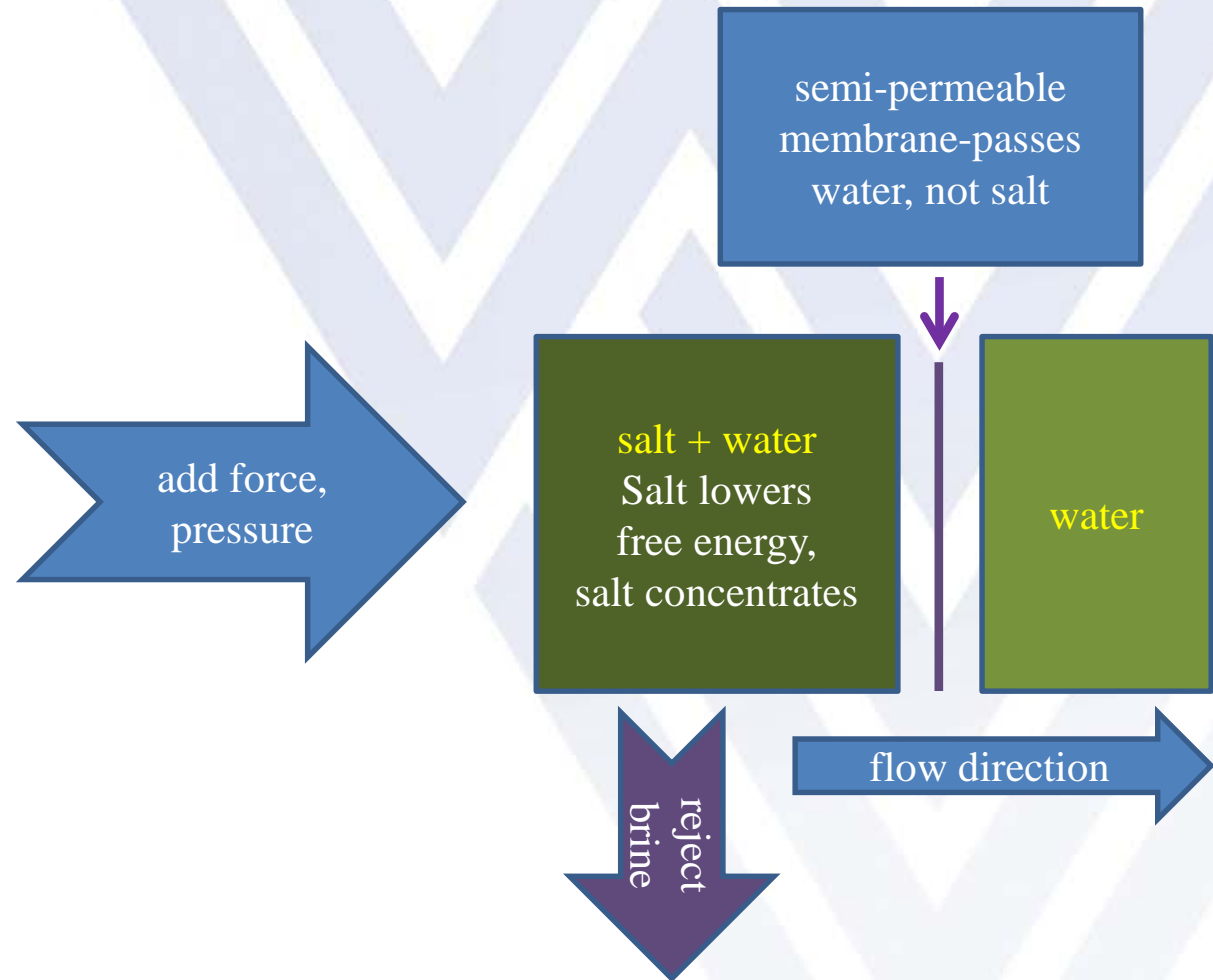 semi-permeable
membrane-passes
water, not salt
add force,
pressure
salt + water
Salt lowers
free energy,
salt concentrates
water
flow direction
reject
brine